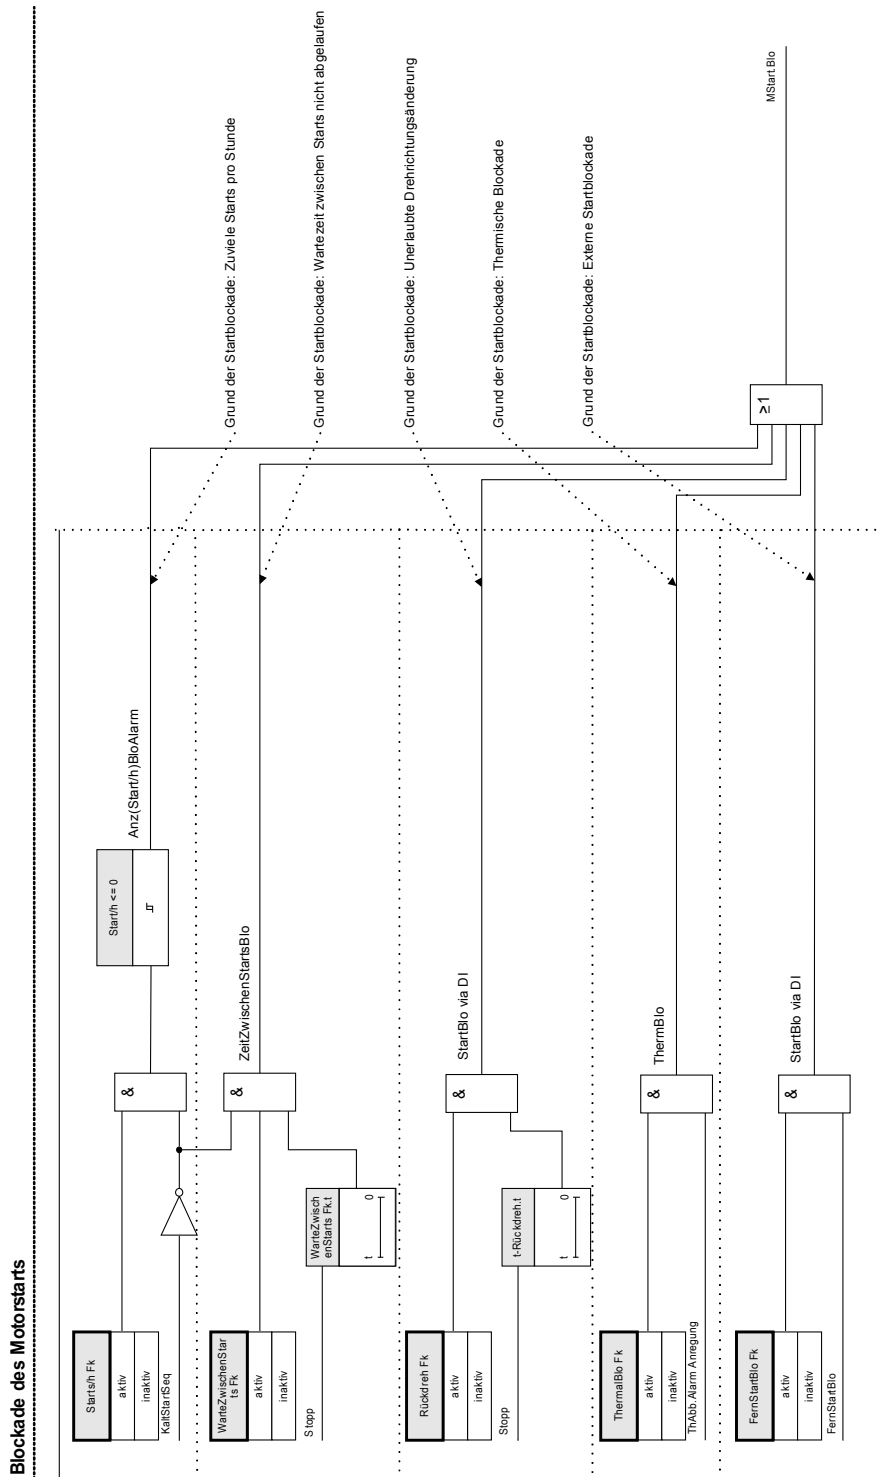 Blockade des Motorstarts
Starts/h Fk
aktiv
inaktiv
KaltStartSeq
&
Start/h <= 0
Anz(Start/h)BloAlarm
Grund der Startblockade: Zuviele Starts pro Stunde
WarteZwischenStar
ts Fk
aktiv
inaktiv
Stopp
WarteZwisch
enStarts Fk.t
t
0
&
ZeitZwischenStartsBlo
Grund der Startblockade: Wartezeit zwischen Starts nicht abgelaufen
Rückdreh Fk
aktiv
inaktiv
Stopp
t-Rückdreh.t
t
0
&
StartBlo via DI
Grund der Startblockade: Unerlaubte Drehrichtungsänderung
ThermalBlo Fk
aktiv
inaktiv
ThAbb.Alarm Anregung
&
ThermBlo
Grund der Startblockade: Thermische Blockade
FernStartBlo Fk
aktiv
inaktiv
FernStartBlo
&
StartBlo via DI
Grund der Startblockade: Externe Startblockade
≥1
MStart.Blo